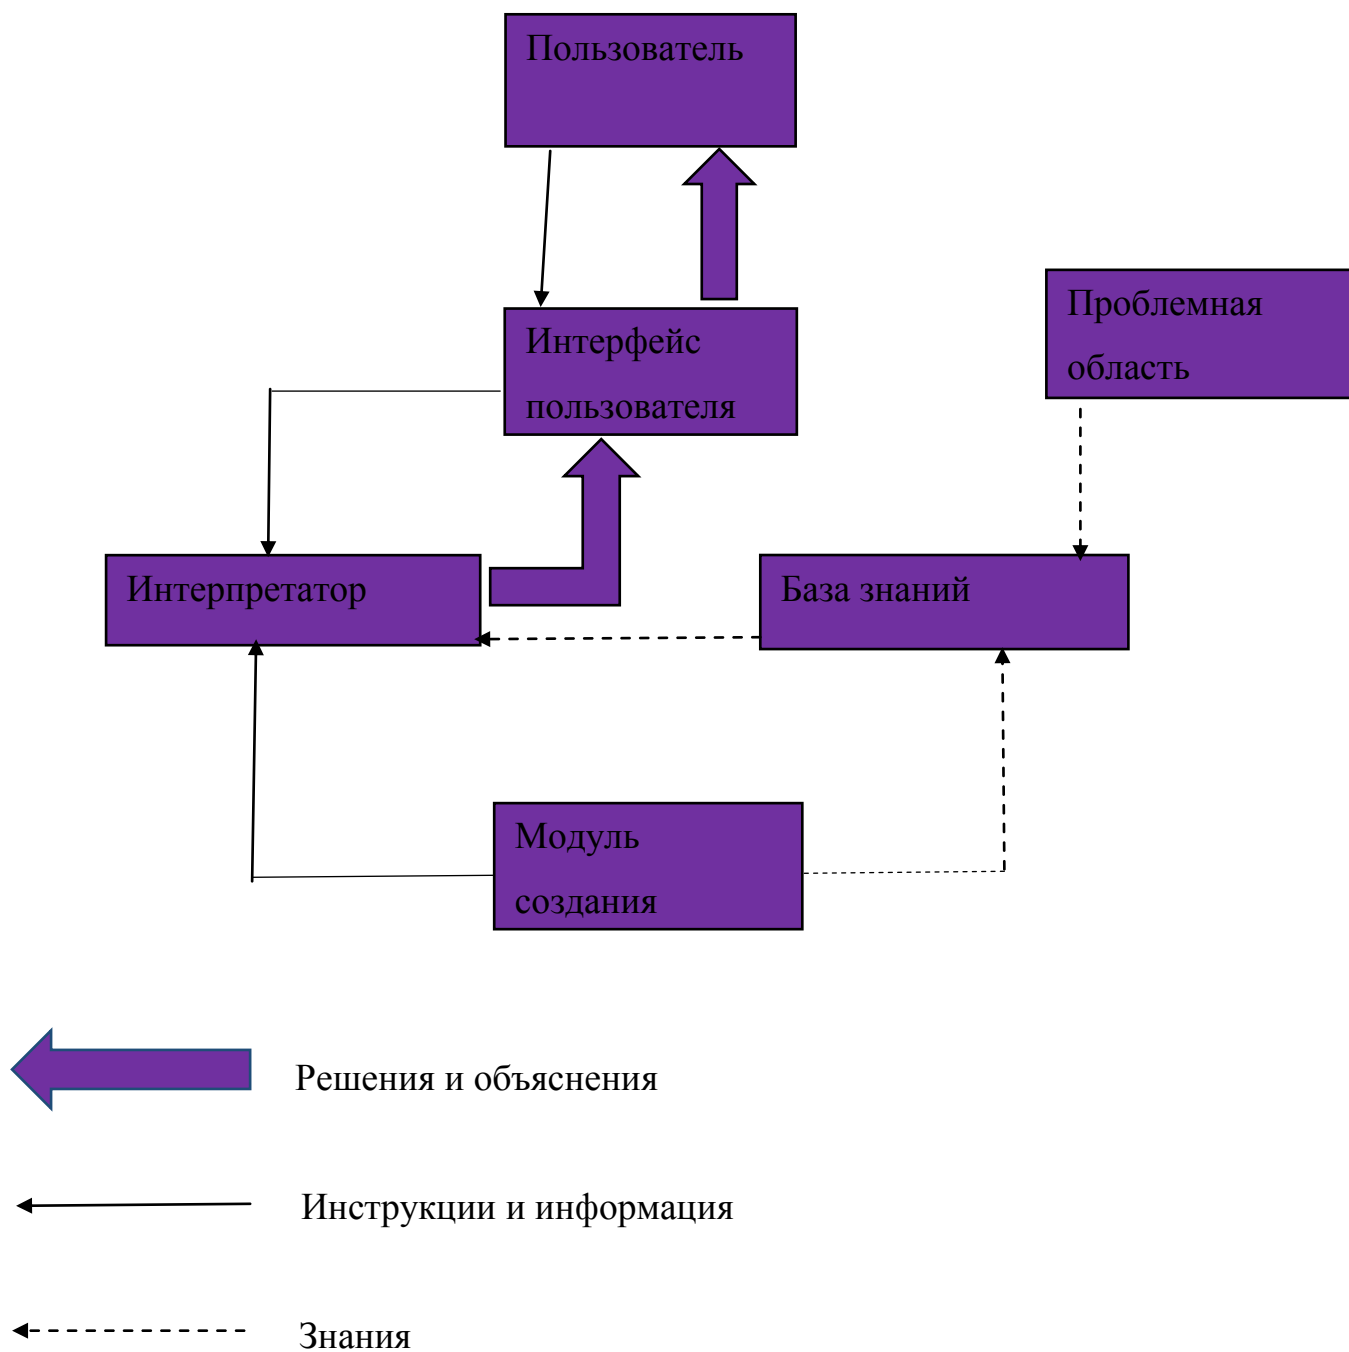 Пользователь
Интерфейс
пользователя
Проблемная
область
Интерпретатор
База знаний
Модуль
создания
Решения и объяснения
Инструкции и информация
Знания